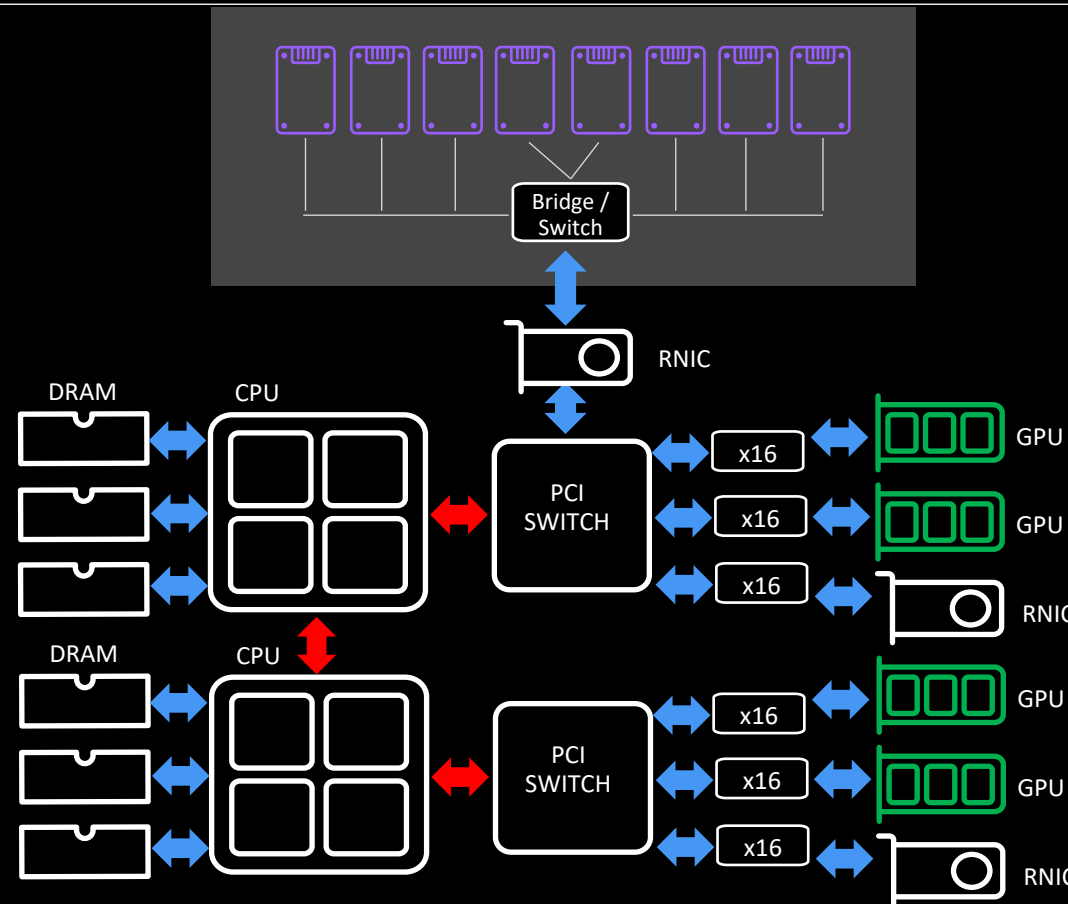 Bridge /
Switch
RNIC
DRAM
CPU
PCI
SWITCH
x16
GPU
x16
GPU
x16
RNIC
DRAM
CPU
PCI
SWITCH
x16
GPU
x16
GPU
x16
RNIC